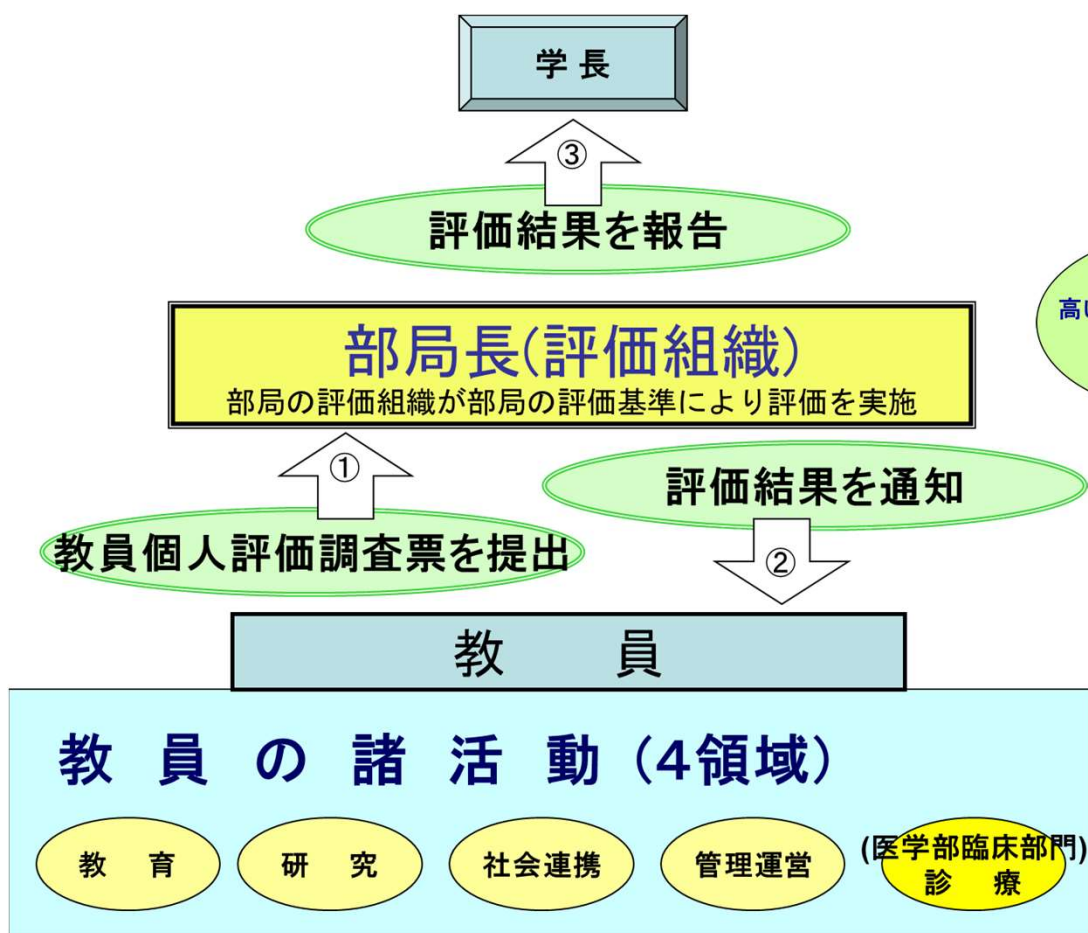 学 長
③
評価結果を報告
高い
部局長(評価組織)
部局の評価組織が部局の評価基準により評価を実施
①
評価結果を通知
教員個人評価調査票を提出
②
教 員
教 員 の 諸 活 動 (4領域)
教 育
研 究
社会連携
管理運営
(医学部臨床部門)
診 療